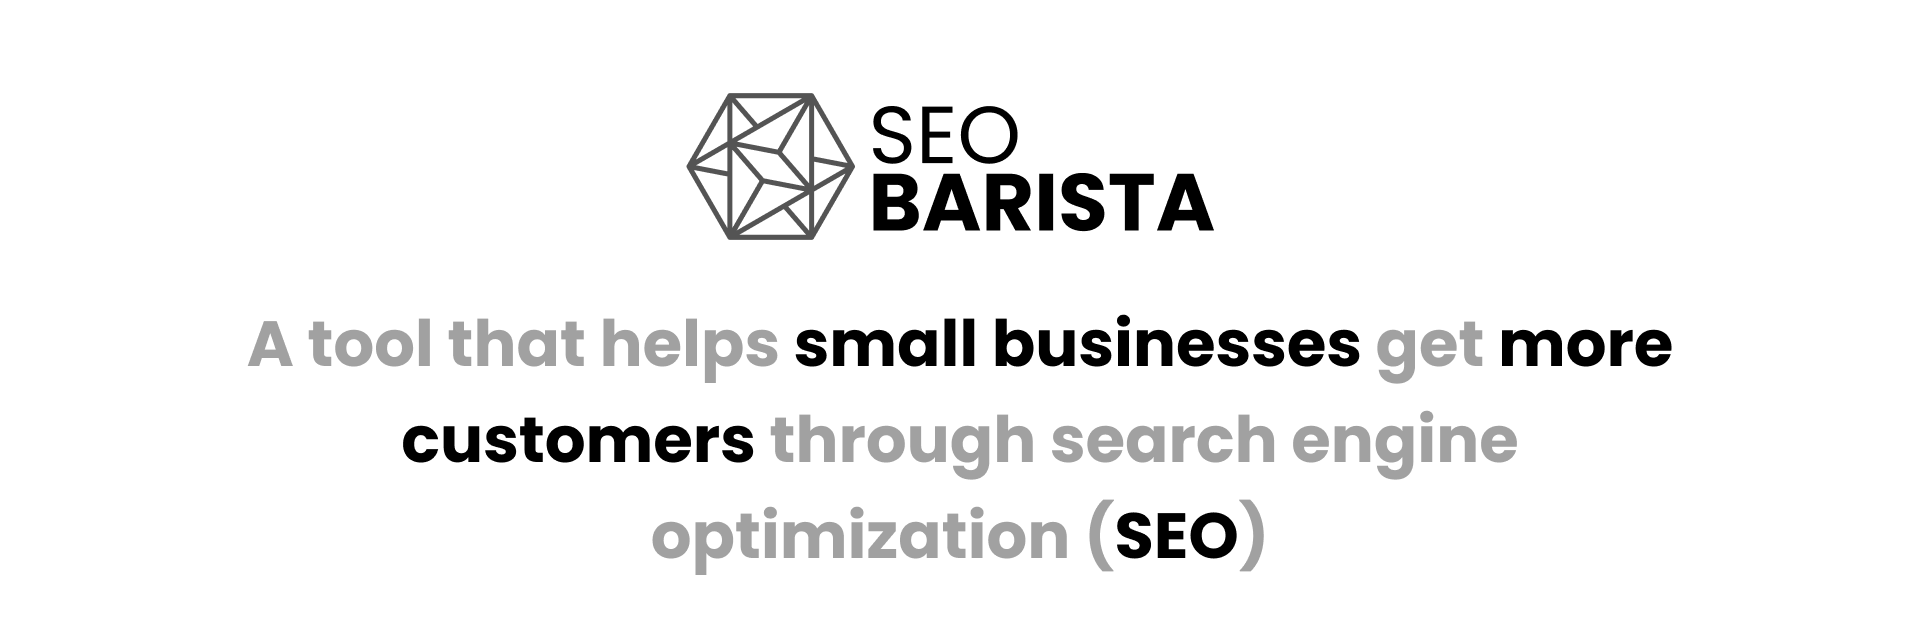 SEO
BARISTA
A tool that helps small businesses get more
customers through search engine
optimization (SEO)